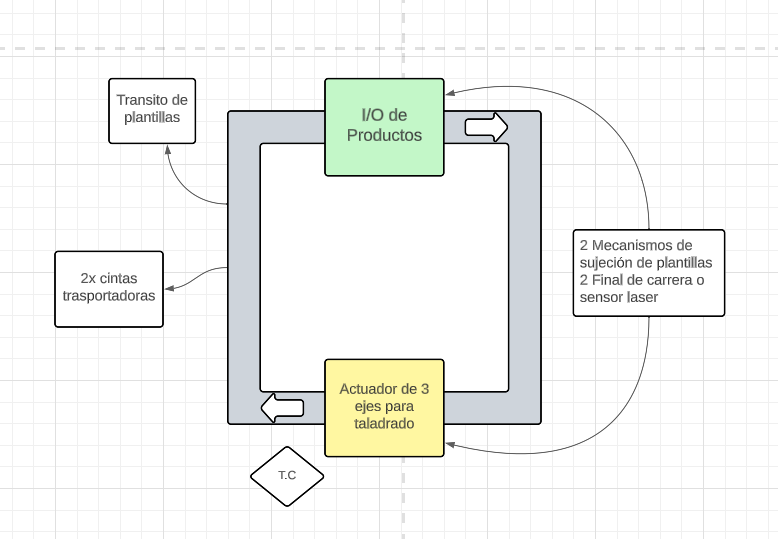 Transito de
plantillas
I/O de
Productos
2x cintas
trasportadoras
2 Mecanismos de
sujeción de plantillas
2 Final de carrera o
sensor laser
Actuador de 3
ejes para
taladrado
T.C